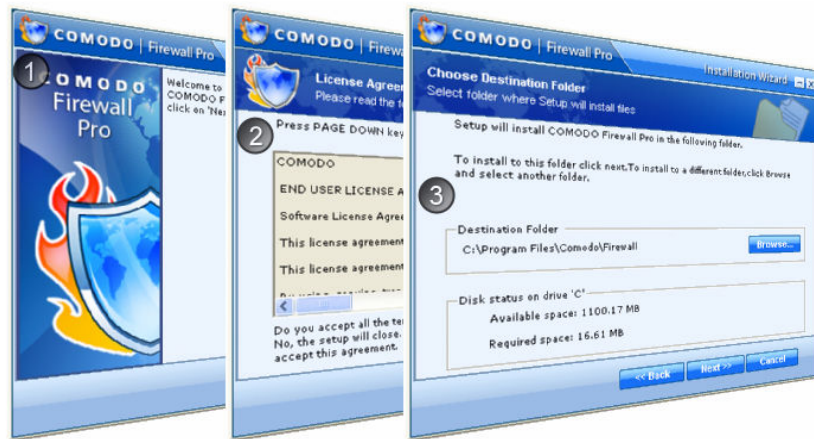 COMODO | Firewall Pro
1
COMODO
Firewall
Pro
Welcome to
COMODO F
click on 'Nex
COMODO | Firewa
License Agreer
Please read the fo
2
Press PAGE DOWN key
COMODO
END USER LICENSE A
Software License Agree
This license agreement
This license agreement
Do you accept all the te
No, the setup will close.
accept this agreement.
COMODO | Firewall Pro
Installation Wizard
Choose Destination Folder
Select folder where Setup will install files
Setup will install COMODO Firewall Pro in the following folder.
To install to this folder click next.To install to a different folder,click Browse
and select another folder.
3
Destination Folder
C:\Program Files\Comodo\Firewall
Browse...
Disk status on drive 'C'
Available space: 1100.17 MB
Required space: 16.61 MB
<< Back
Next >>
Cancel